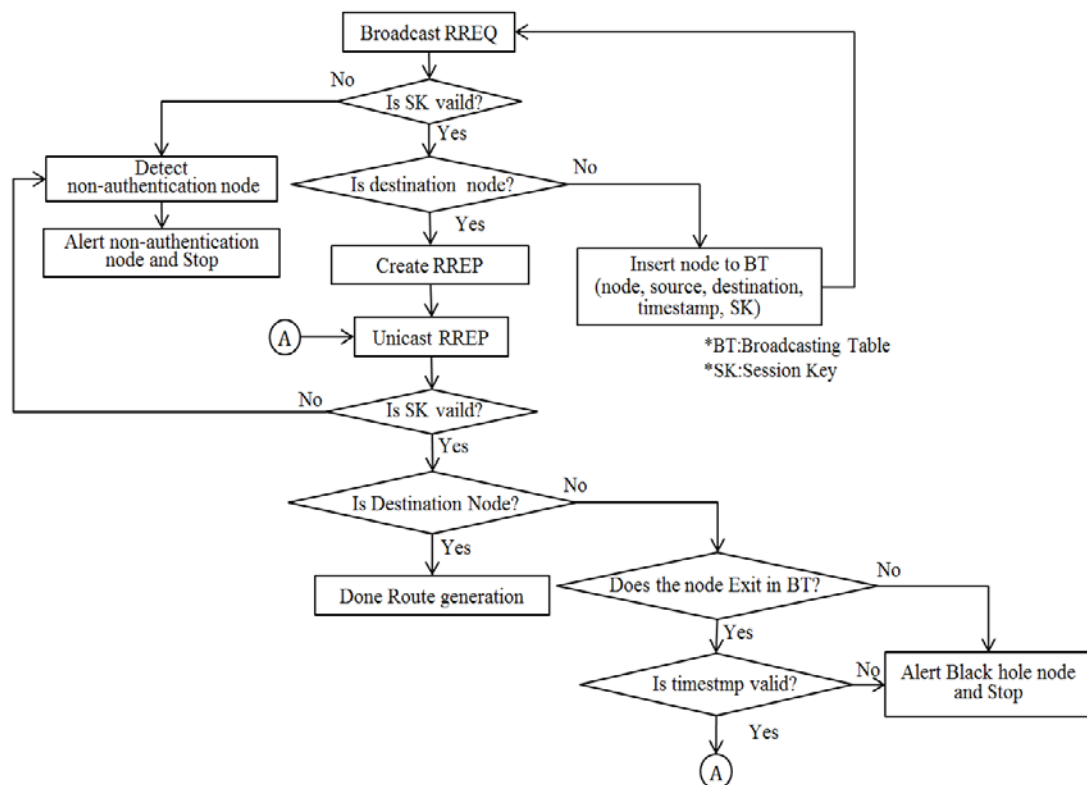 Broadcast RREQ
No
Is SK vaild?
Yes
Detect
non-authentication node
No
Is destination node?
Yes
Alert non-authentication
node and Stop
Create RREP
Insert node to BT
(node, source, destination,
timestamp, SK)
A
Unicast RREP
*BT:Broadcasting Table
*SK:Session Key
No
Is SK vaild?
Yes
No
Is Destination Node?
Yes
Done Route generation
Does the node Exit in BT?
No
Yes
Is timestmp valid?
No
Alert Black hole node
and Stop
Yes
A